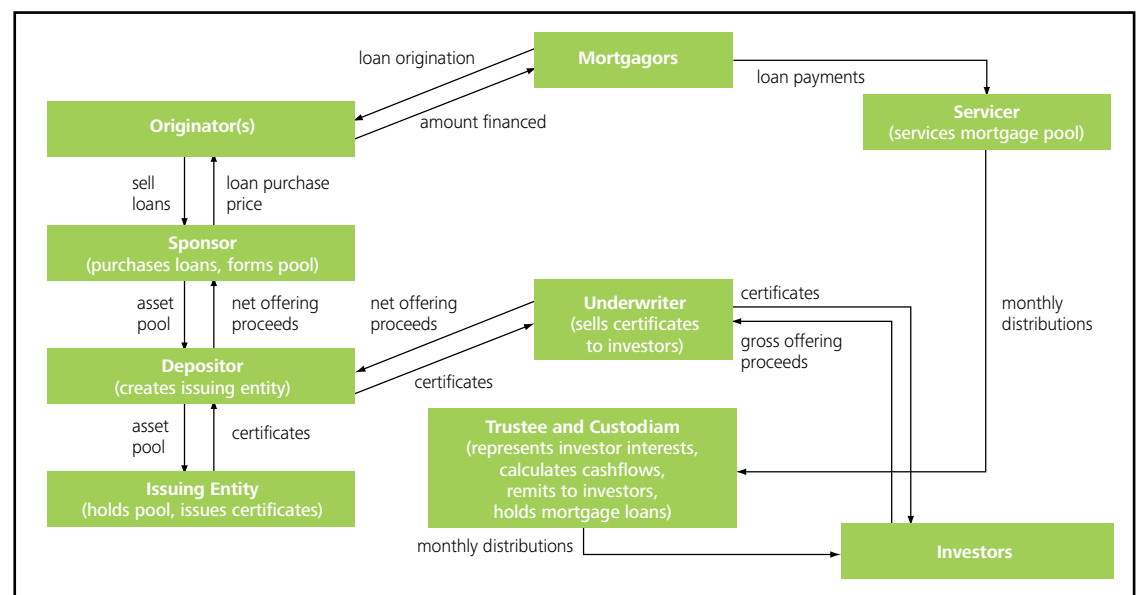 loan origination
Mortgagors
loan payments
Originator(s)
amount financed
Servicer
(services mortgage pool)
sell
loans
loan purchase
price
Sponsor
(purchases loans, forms pool)
asset
pool
net offering
proceeds
net offering
proceeds
Underwriter
(sells certificates
to investors)
certificates
gross offering
proceeds
monthly
distributions
Depositor
(creates issuing entity)
certificates
asset
pool
certificates
Trustee and Custodiam
(represents investor interests,
calculates cashflows,
remits to investors,
holds mortgage loans)
Issuing Entity
(holds pool, issues certificates)
monthly distributions
Investors